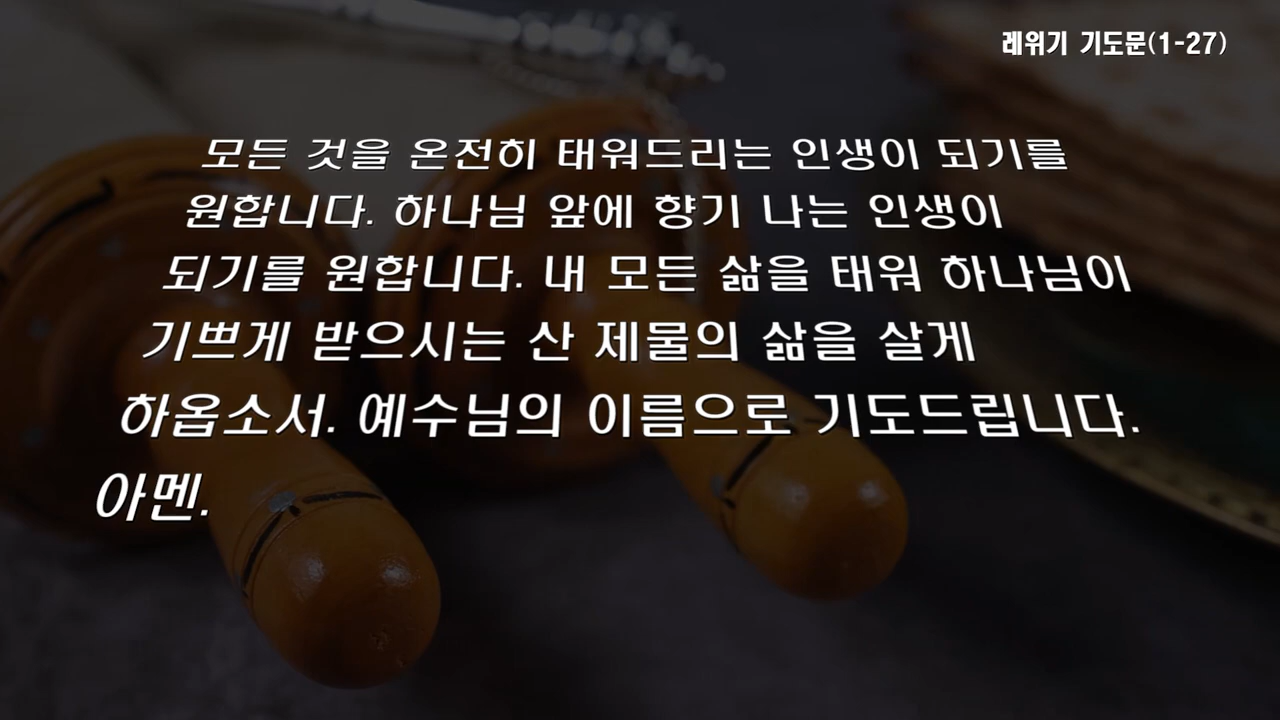 레위기 기도문(1-27)
모든 것을 온전히 태워드리는 인생이 되기를
원합니다. 하나님 앞에 향기 나는 인생이
되기를 원합니다. 내 모든 삶을 태워 하나님이
기쁘게 받으시는 산 제물의 삶을 살게
하옵소서. 예수님의 이름으로 기도드립니다.
아멘.